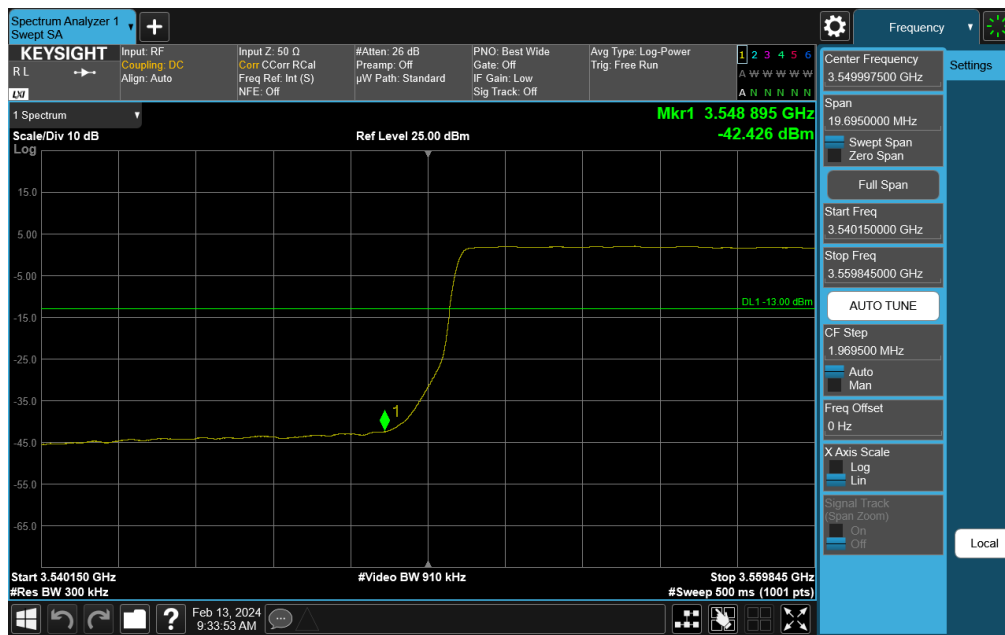 Spectrum Analyzer 1
Swept SA
Frequency
KEYSIGHT
R L
LXI
Input: RF
Coupling: DC
Align: Auto
Input Z: 50 Ω
Corr CCorr RCal
Freq Ref: Int (S)
NFE: Off
#Atten: 26 dB
Preamp: Off
µW Path: Standard
PNO: Best Wide
Gate: Off
IF Gain: Low
Sig Track: Off
Avg Type: Log-Power
Trig: Free Run
1 2 3 4 5 6
A W W W W W
A N N N N N
1 Spectrum
Scale/Div 10 dB
Ref Level 25.00 dBm
Mkr1 3.548 895 GHz
-42.426 dBm
Log
15.0
5.00
-5.00
-15.0
-25.0
-35.0
-45.0
-55.0
-65.0
DL1 -13.00 dBm
1
Start 3.540150 GHz
#Res BW 300 kHz
#Video BW 910 kHz
Stop 3.559845 GHz
#Sweep 500 ms (1001 pts)
?
Feb 13, 2024
9:33:53 AM
Center Frequency
3.549997500 GHz
Span
19.6950000 MHz
Swept Span
Zero Span
Full Span
Start Freq
3.540150000 GHz
Stop Freq
3.559845000 GHz
AUTO TUNE
CF Step
1.969500 MHz
Auto
Man
Freq Offset
0 Hz
X Axis Scale
Log
Lin
Signal Track
(Span Zoom)
On
Off
Settings
Local